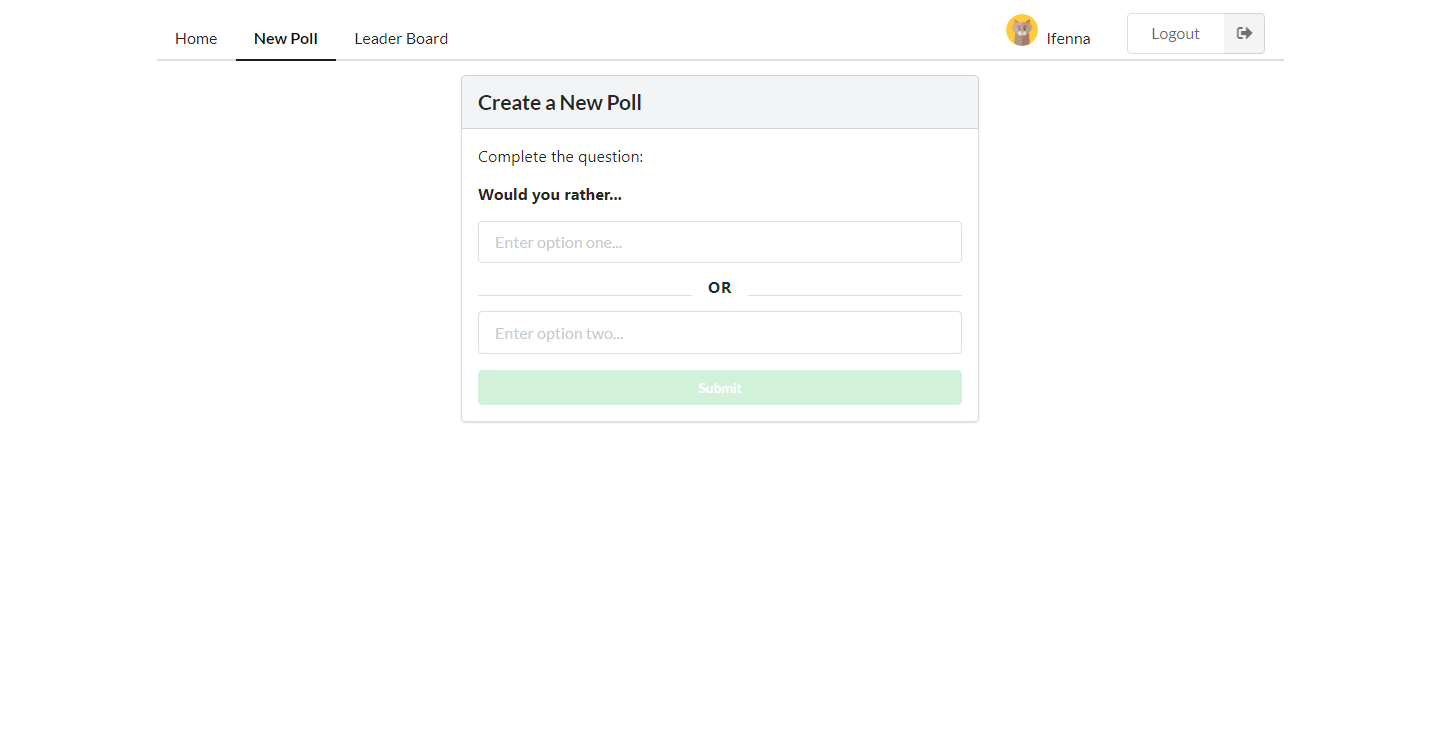 Home New Poll Leader Board Ifenna Logout
Create a New Poll
Complete the question:
Would you rather...
Enter option one...
OR
Enter option two...
Submit